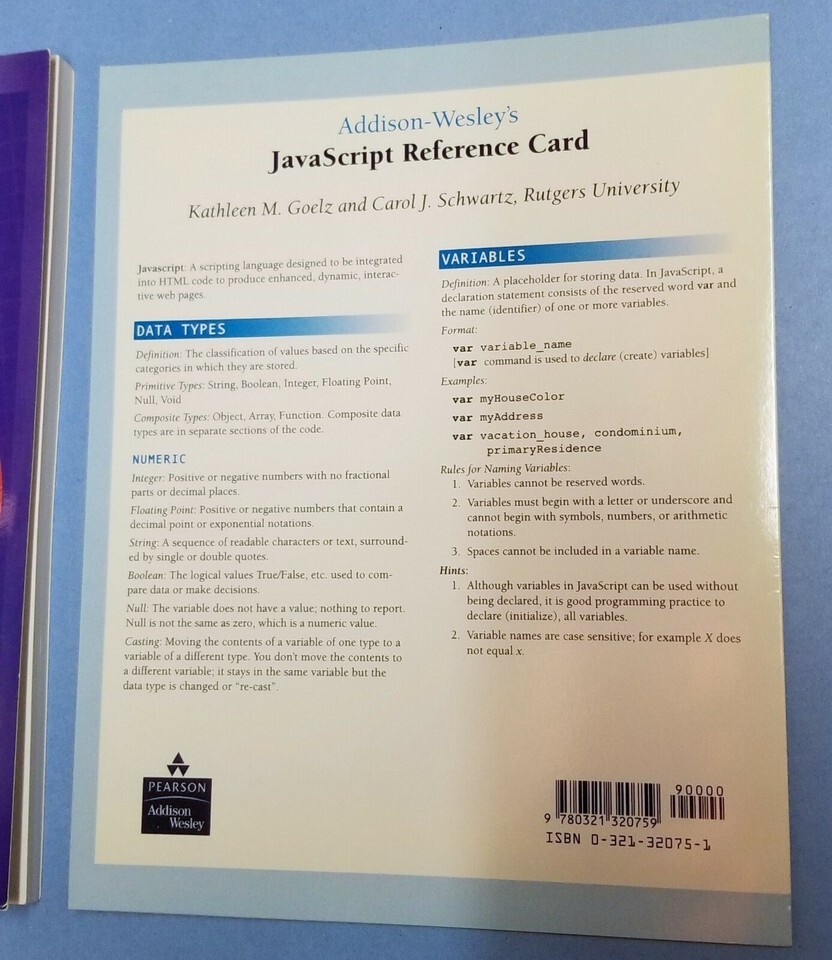 Addison-Wesley's
JavaScript Reference Card
Kathleen M. Goelz and Carol J. Schwartz, Rutgers University
Javascript: A scripting language designed to be integrated
into HTML code to produce enhanced, dynamic, interac-
tive web pages.
DATA TYPES
Definition: The classification of values based on the specific
categories in which they are stored.
Primitive Types: String, Boolean, Integer, Floating Point,
Null, Void
Composite Types: Object, Array, Function. Composite data
types are in separate sections of the code.
NUMERIC
Integer: Positive or negative numbers with no fractional
parts or decimal places.
Floating Point: Positive or negative numbers that contain a
decimal point or exponential notations.
String: A sequence of readable characters or text, surround-
ed by single or double quotes.
Boolean: The logical values True/False, etc. used to com-
pare data or make decisions.
Null: The variable does not have a value; nothing to report.
Null is not the same as zero, which is a numeric value.
Casting: Moving the contents of a variable of one type to a
variable of a different type. You don't move the contents to
a different variable; it stays in the same variable but the
data type is changed or "re-cast".
VARIABLES
Definition: A placeholder for storing data. In JavaScript, a
declaration statement consists of the reserved word var and
the name (identifier) of one or more variables.
Format:
var variable_name
[var command is used to declare (create) variables]
Examples:
var myHouseColor
var myAddress
var vacation_house, condominium,
primaryResidence
Rules for Naming Variables:
1. Variables cannot be reserved words.
2. Variables must begin with a letter or underscore and
cannot begin with symbols, numbers, or arithmetic
notations.
3. Spaces cannot be included in a variable name.
Hints:
1. Although variables in JavaScript can be used without
being declared, it is good programming practice to
declare (initialize), all variables.
2. Variable names are case sensitive; for example X does
not equal x.
PEARSON
Addison
Wesley
90000
9 780321 320759
ISBN 0-321-32075-1